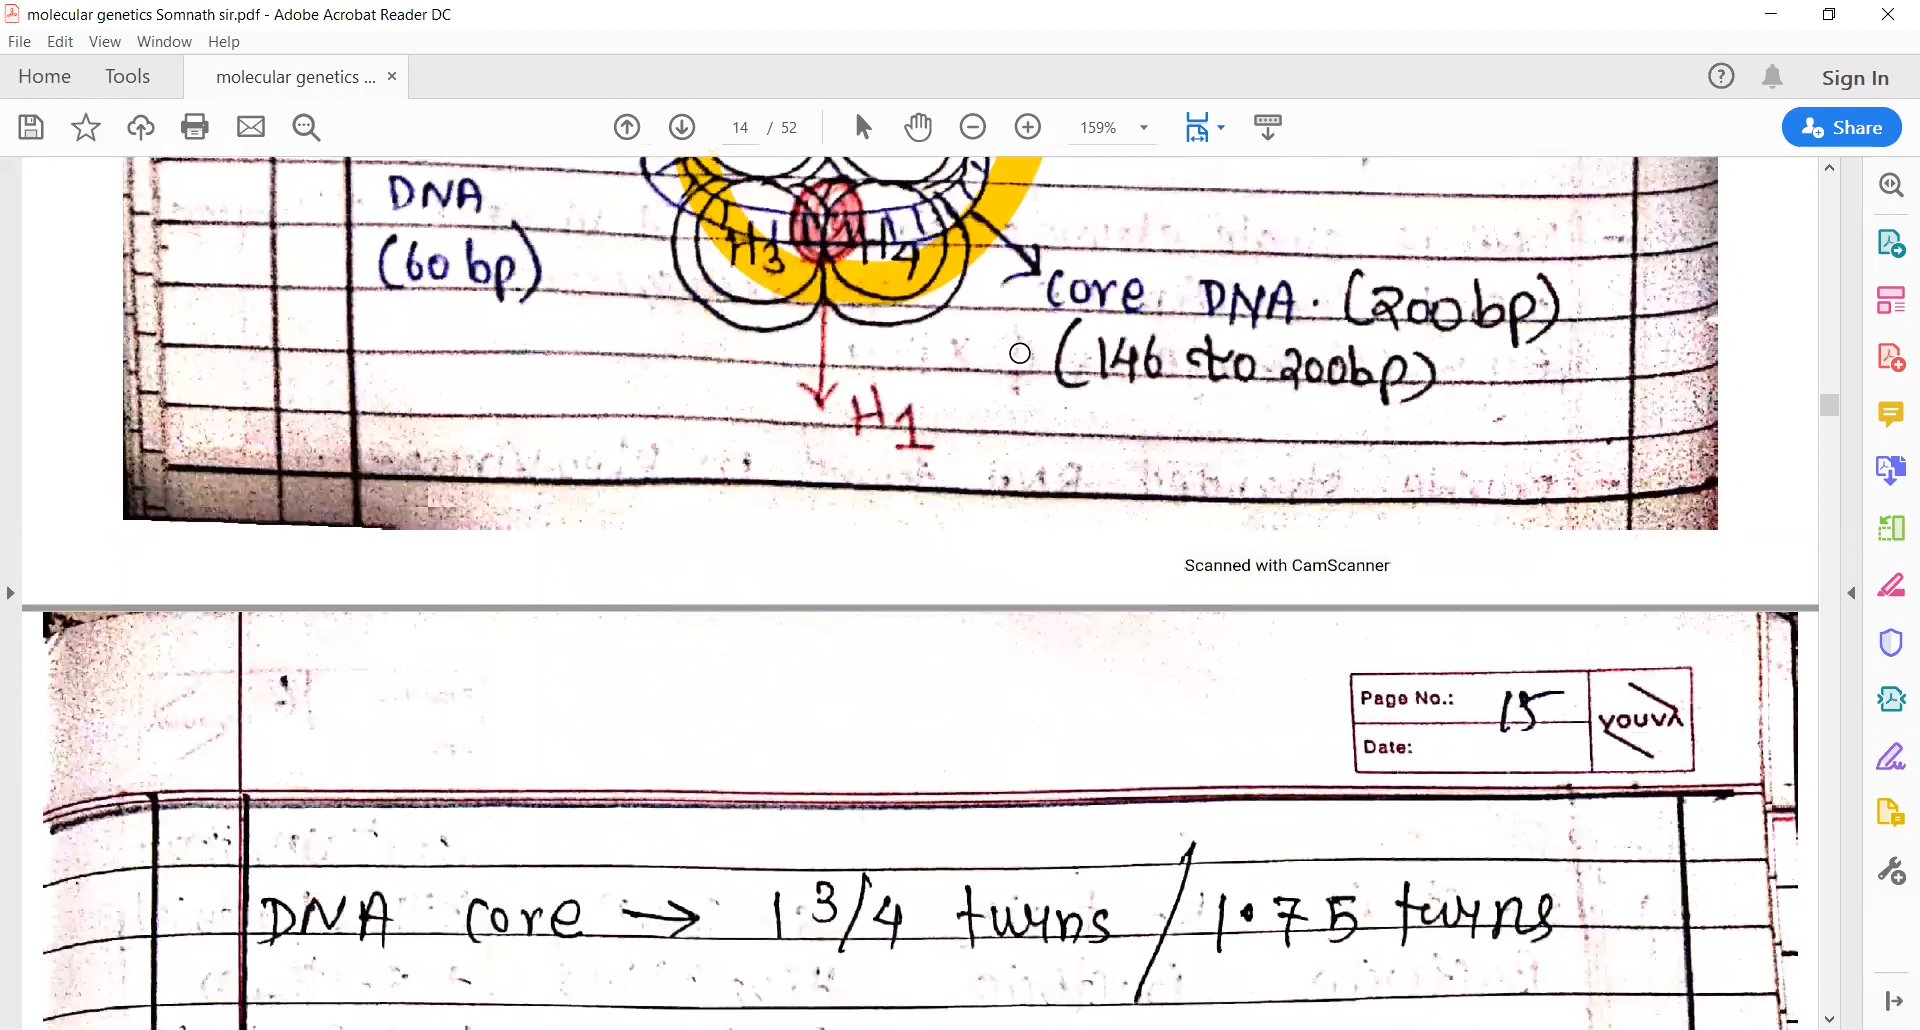 molecular genetics Somnath sir.pdf - Adobe Acrobat Reader DC
File Edit View Window Help
Home Tools molecular genetics ... ×
Sign In
14 / 52
159%
Share
DNA
(60 bp)
H3 H4
core DNA. (200bp)
(146 to 200bp)
H1
Scanned with CamScanner
Page No.: 15
youva
Date:
DNA core → 1 3/4 turns / 1.75 turns